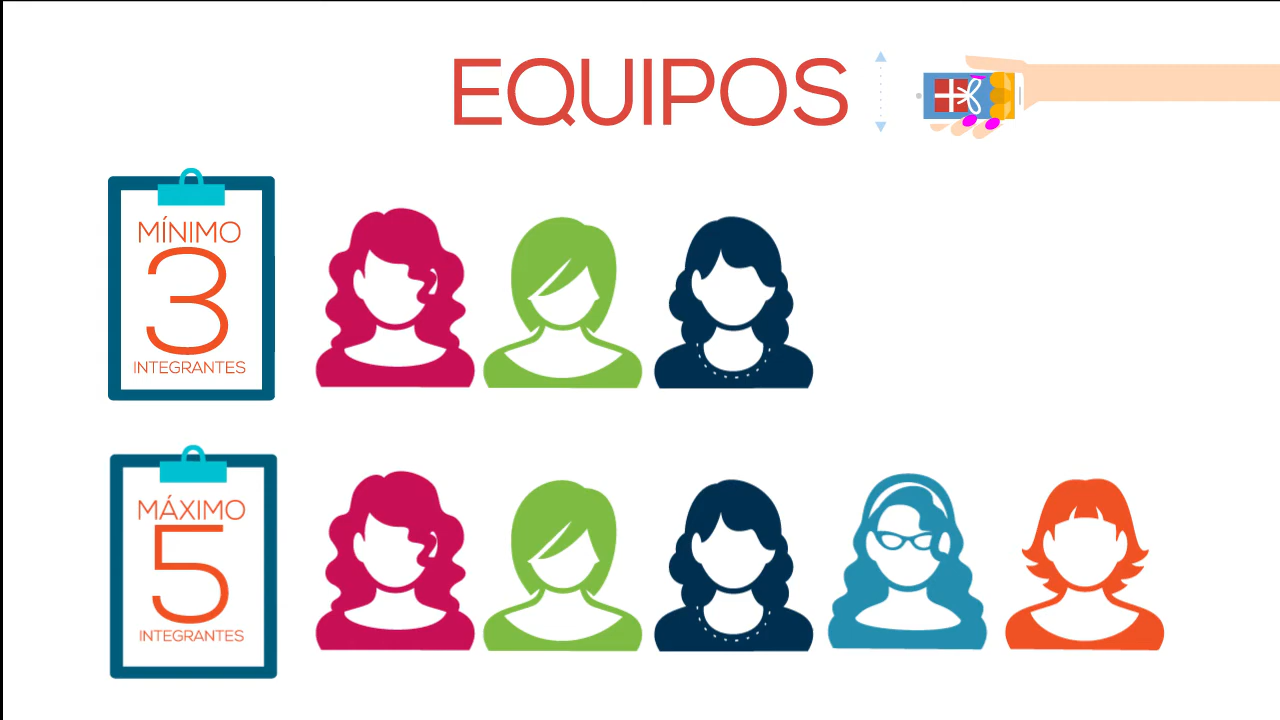 EQUIPOS
MÍNIMO
3
INTEGRANTES
MÁXIMO
5
INTEGRANTES